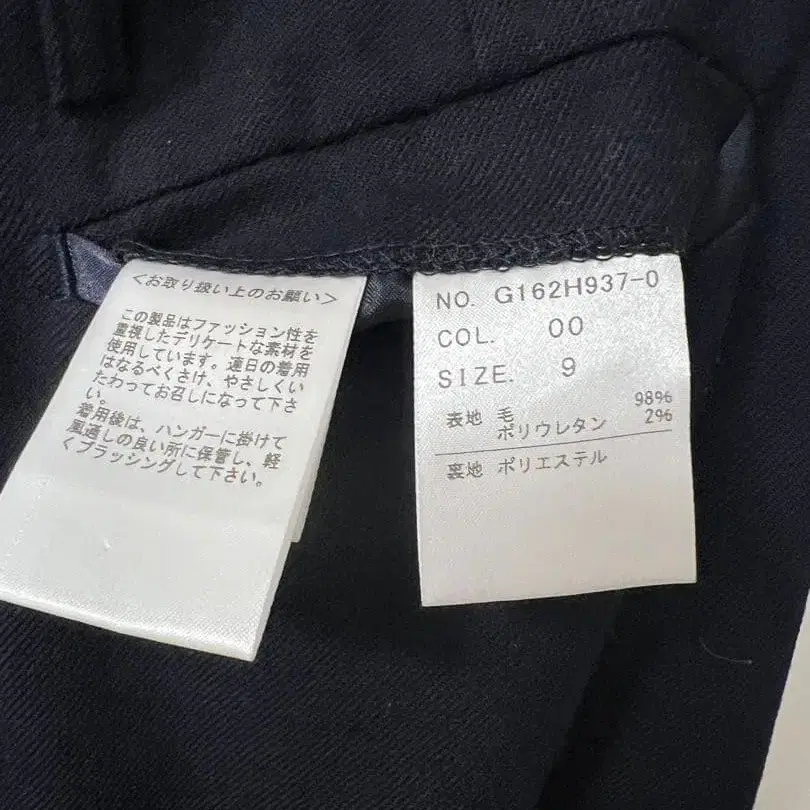 <お取り扱い上のお願い>
この製品はファッション性を
重視したデリケートな素材を
使用しています。連日の着用
はなるべくさけ、やさしくい
たわってお召しになって下さ
い。
着用後は、ハンガーに掛けて
風通しの良い所に保管し、軽
くブラッシングして下さい。
NO. G162H937-0
COL. 00
SIZE. 9
表地 毛 98%
ポリウレタン 2%
裏地 ポリエステル